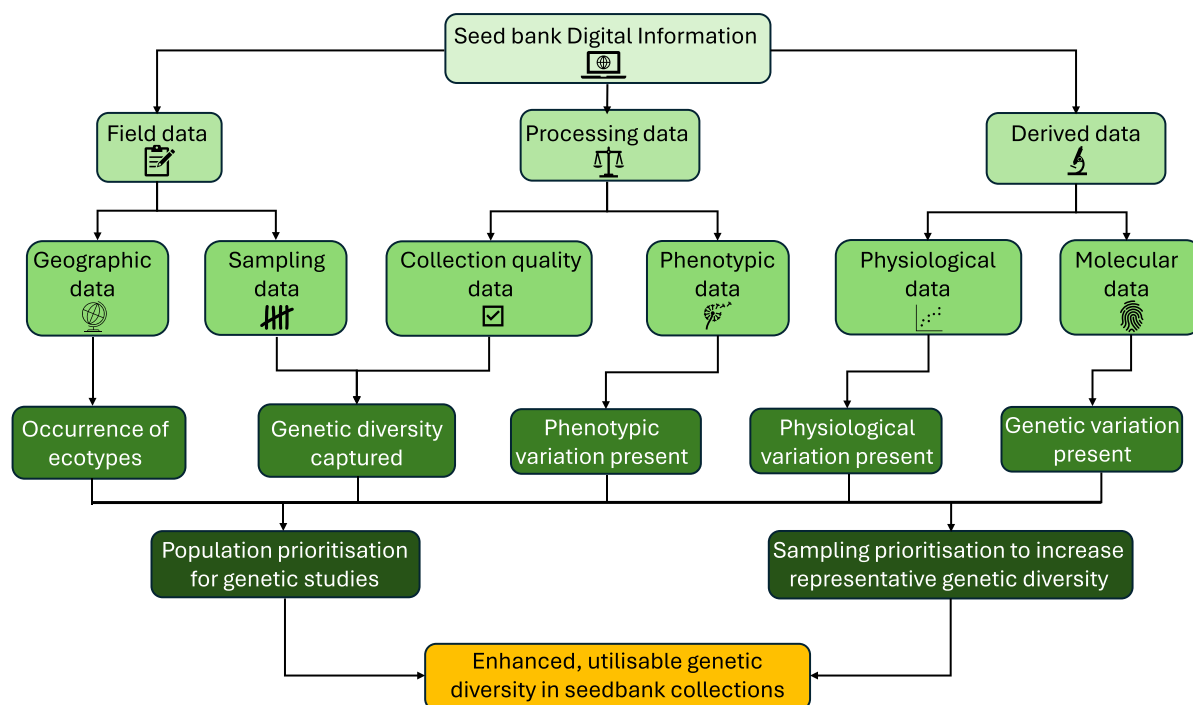 Seed bank Digital Information
Field data
Processing data
Derived data
Geographic
data
Sampling
data
Collection quality
data
Phenotypic
data
Physiological
data
Molecular
data
Occurrence of
ecotypes
Genetic diversity
captured
Phenotypic
variation present
Physiological
variation present
Genetic variation
present
Population prioritisation
for genetic studies
Sampling prioritisation to increase
representative genetic diversity
Enhanced, utilisable genetic
diversity in seedbank collections